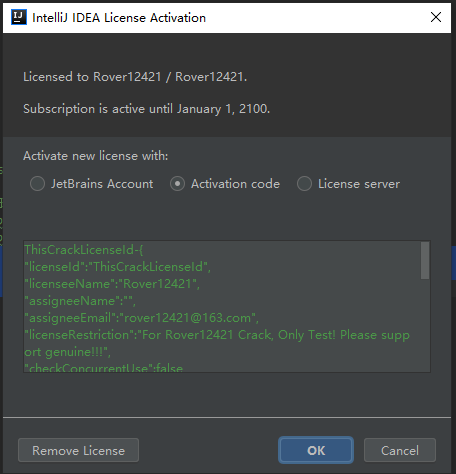 IntelliJ IDEA License Activation
Licensed to Rover12421 / Rover12421.
Subscription is active until January 1, 2100.
Activate new license with:
JetBrains Account Activation code License server
ThisCrackLicenseId-{
"licenseId":"ThisCrackLicenseId",
"licenseeName":"Rover12421",
"assigneeName":"",
"assigneeEmail":"rover12421@163.com",
"licenseRestriction":"For Rover12421 Crack, Only Test! Please supp
ort genuine!!!",
"checkConcurrentUse":false
Remove License OK Cancel